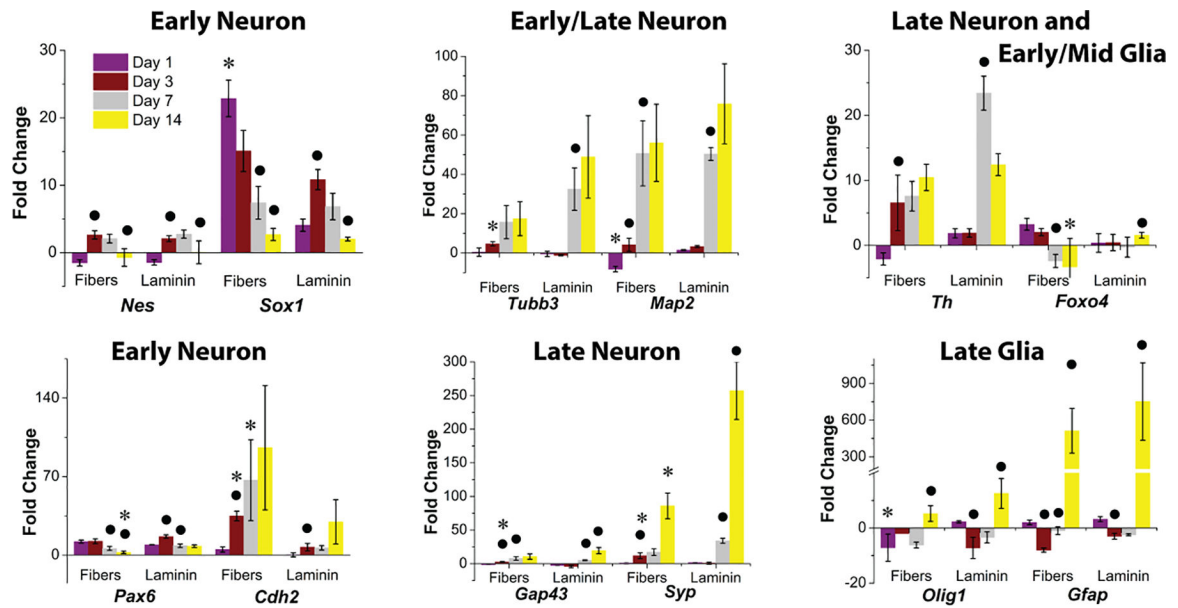 Early Neuron
Fold Change
30
20
10
0
Day 1
Day 3
Day 7
Day 14
*
Fibers Laminin Fibers Laminin
Nes Sox1
Early/Late Neuron
Fold Change
100
80
60
40
20
0
* *
Fibers Laminin Fibers Laminin
Tubb3 Map2
Late Neuron and
Early/Mid Glia
Fold Change
30
20
10
0
*
Fibers Laminin Fibers Laminin
Th Foxo4
Early Neuron
Fold Change
140
70
0
* * *
Fibers Laminin Fibers Laminin
Pax6 Cdh2
Late Neuron
Fold Change
300
250
200
150
100
50
0
* * *
Fibers Laminin Fibers Laminin
Gap43 Syp
Late Glia
Fold Change
900
600
300
0
-20
*
Fibers Laminin Fibers Laminin
Olig1 Gfap